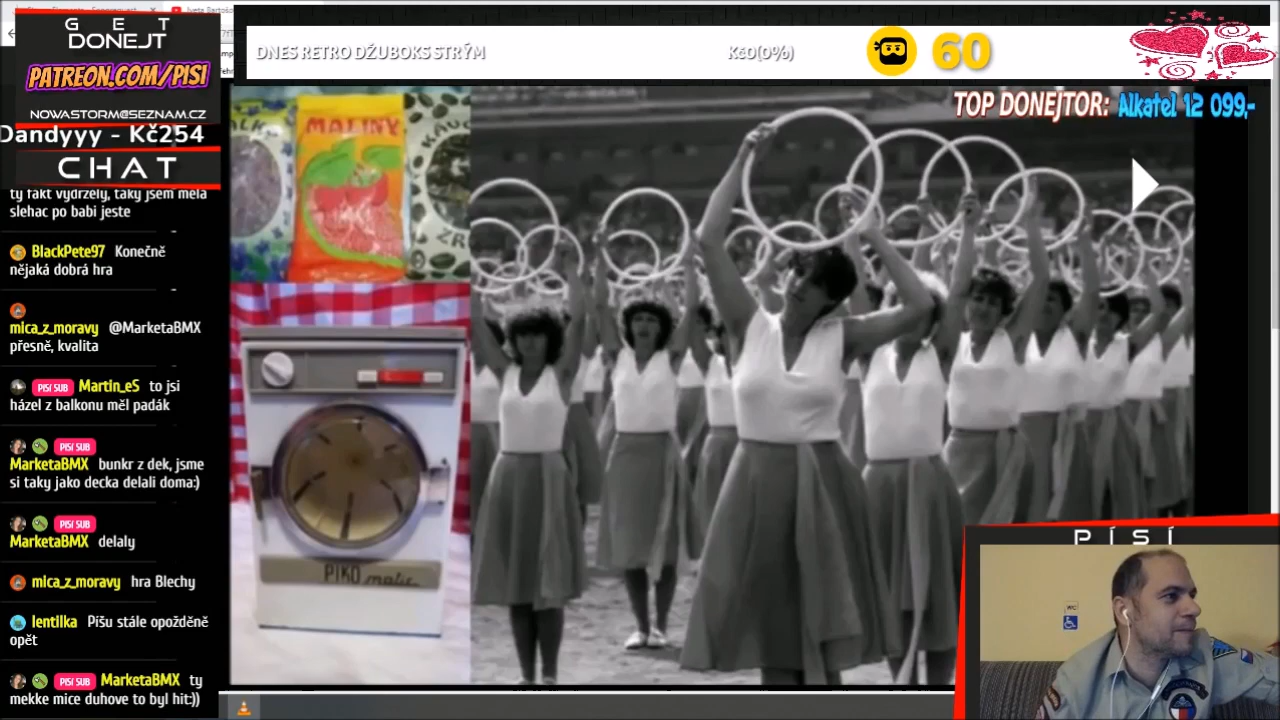 G E T
DONEJT
PATREON.COM/PISI
NOWASTORM@SEZNAM.CZ
Dandyyy - Kč254
CHAT
ty fakt vydrzely, taky jsem mela
slehac po babi jeste
BlackPete97 Konečně
nějaká dobrá hra
mica_z_moravy @MarketaBMX
přesně, kvalita
PISI SUB Martin_eS to jsi
házel z balkonu měl padák
PISI SUB
MarketaBMX bunkr z dek, jsme
si taky jako decka delali doma:)
PISI SUB
MarketaBMX delaly
mica_z_moravy hra Blechy
lentilka Píšu stále opožděně
opět
PISI SUB MarketaBMX ty
mekke mice duhove to byl hit:))
DNES RETRO DŽUBOKS STRÝM
Kč0(0%)
60
TOP DONEJTOR: Alkatel 12 099,-
MALINY
PIKO matic
P Í S Í
WC